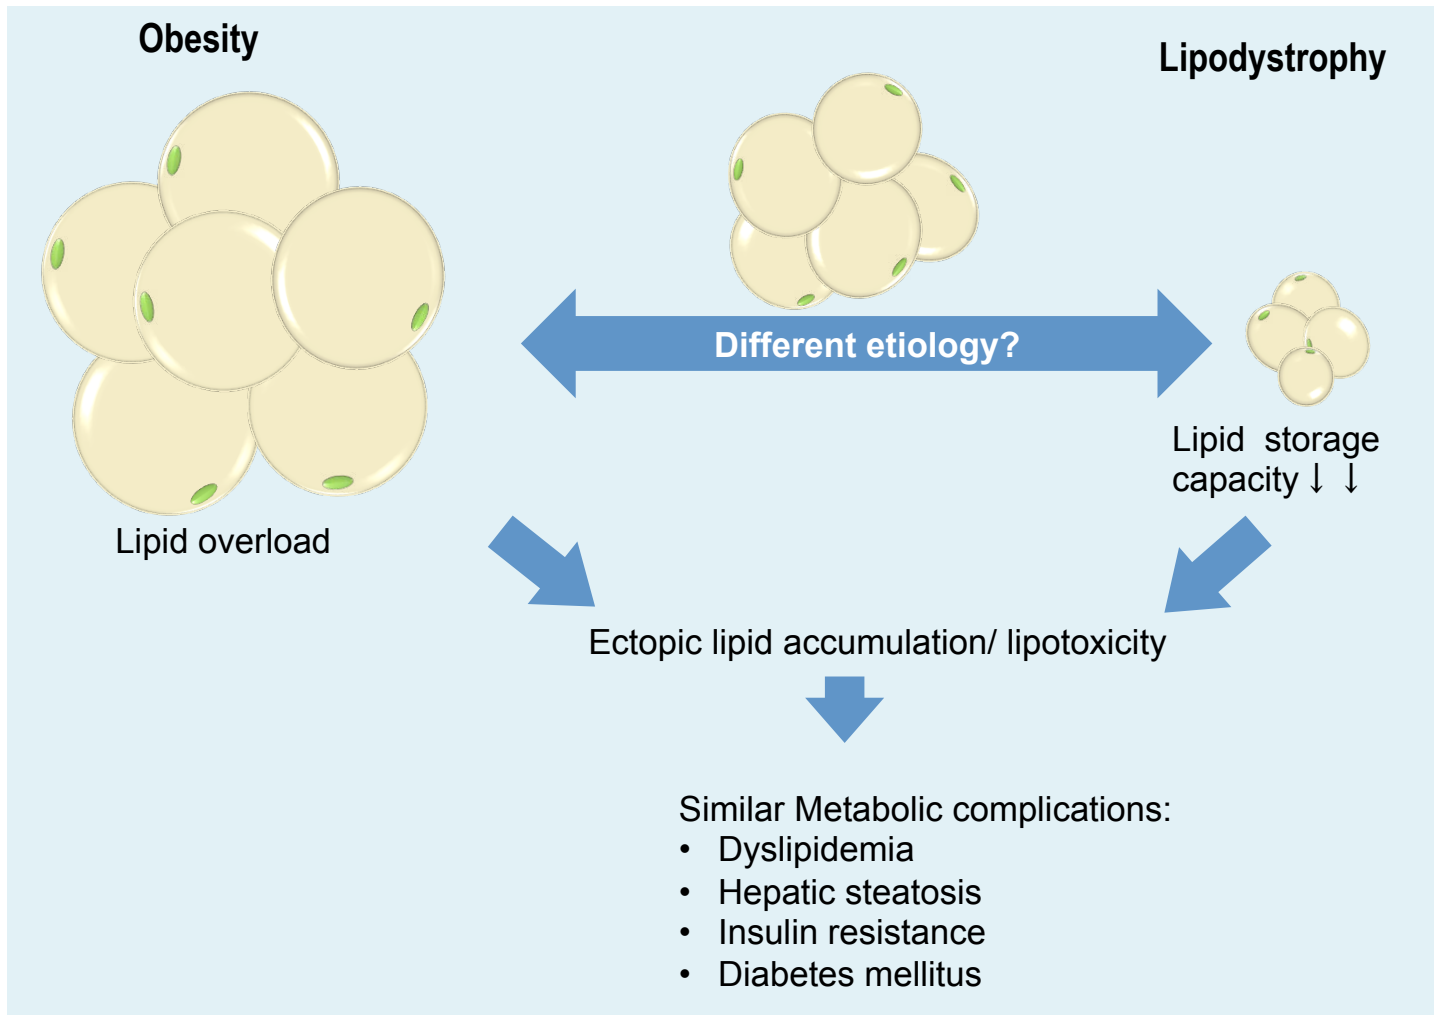 Obesity
Lipodystrophy
Different etiology?
Lipid storage
capacity ↓ ↓
Lipid overload
Ectopic lipid accumulation/ lipotoxicity
Similar Metabolic complications:
• Dyslipidemia
• Hepatic steatosis
• Insulin resistance
• Diabetes mellitus